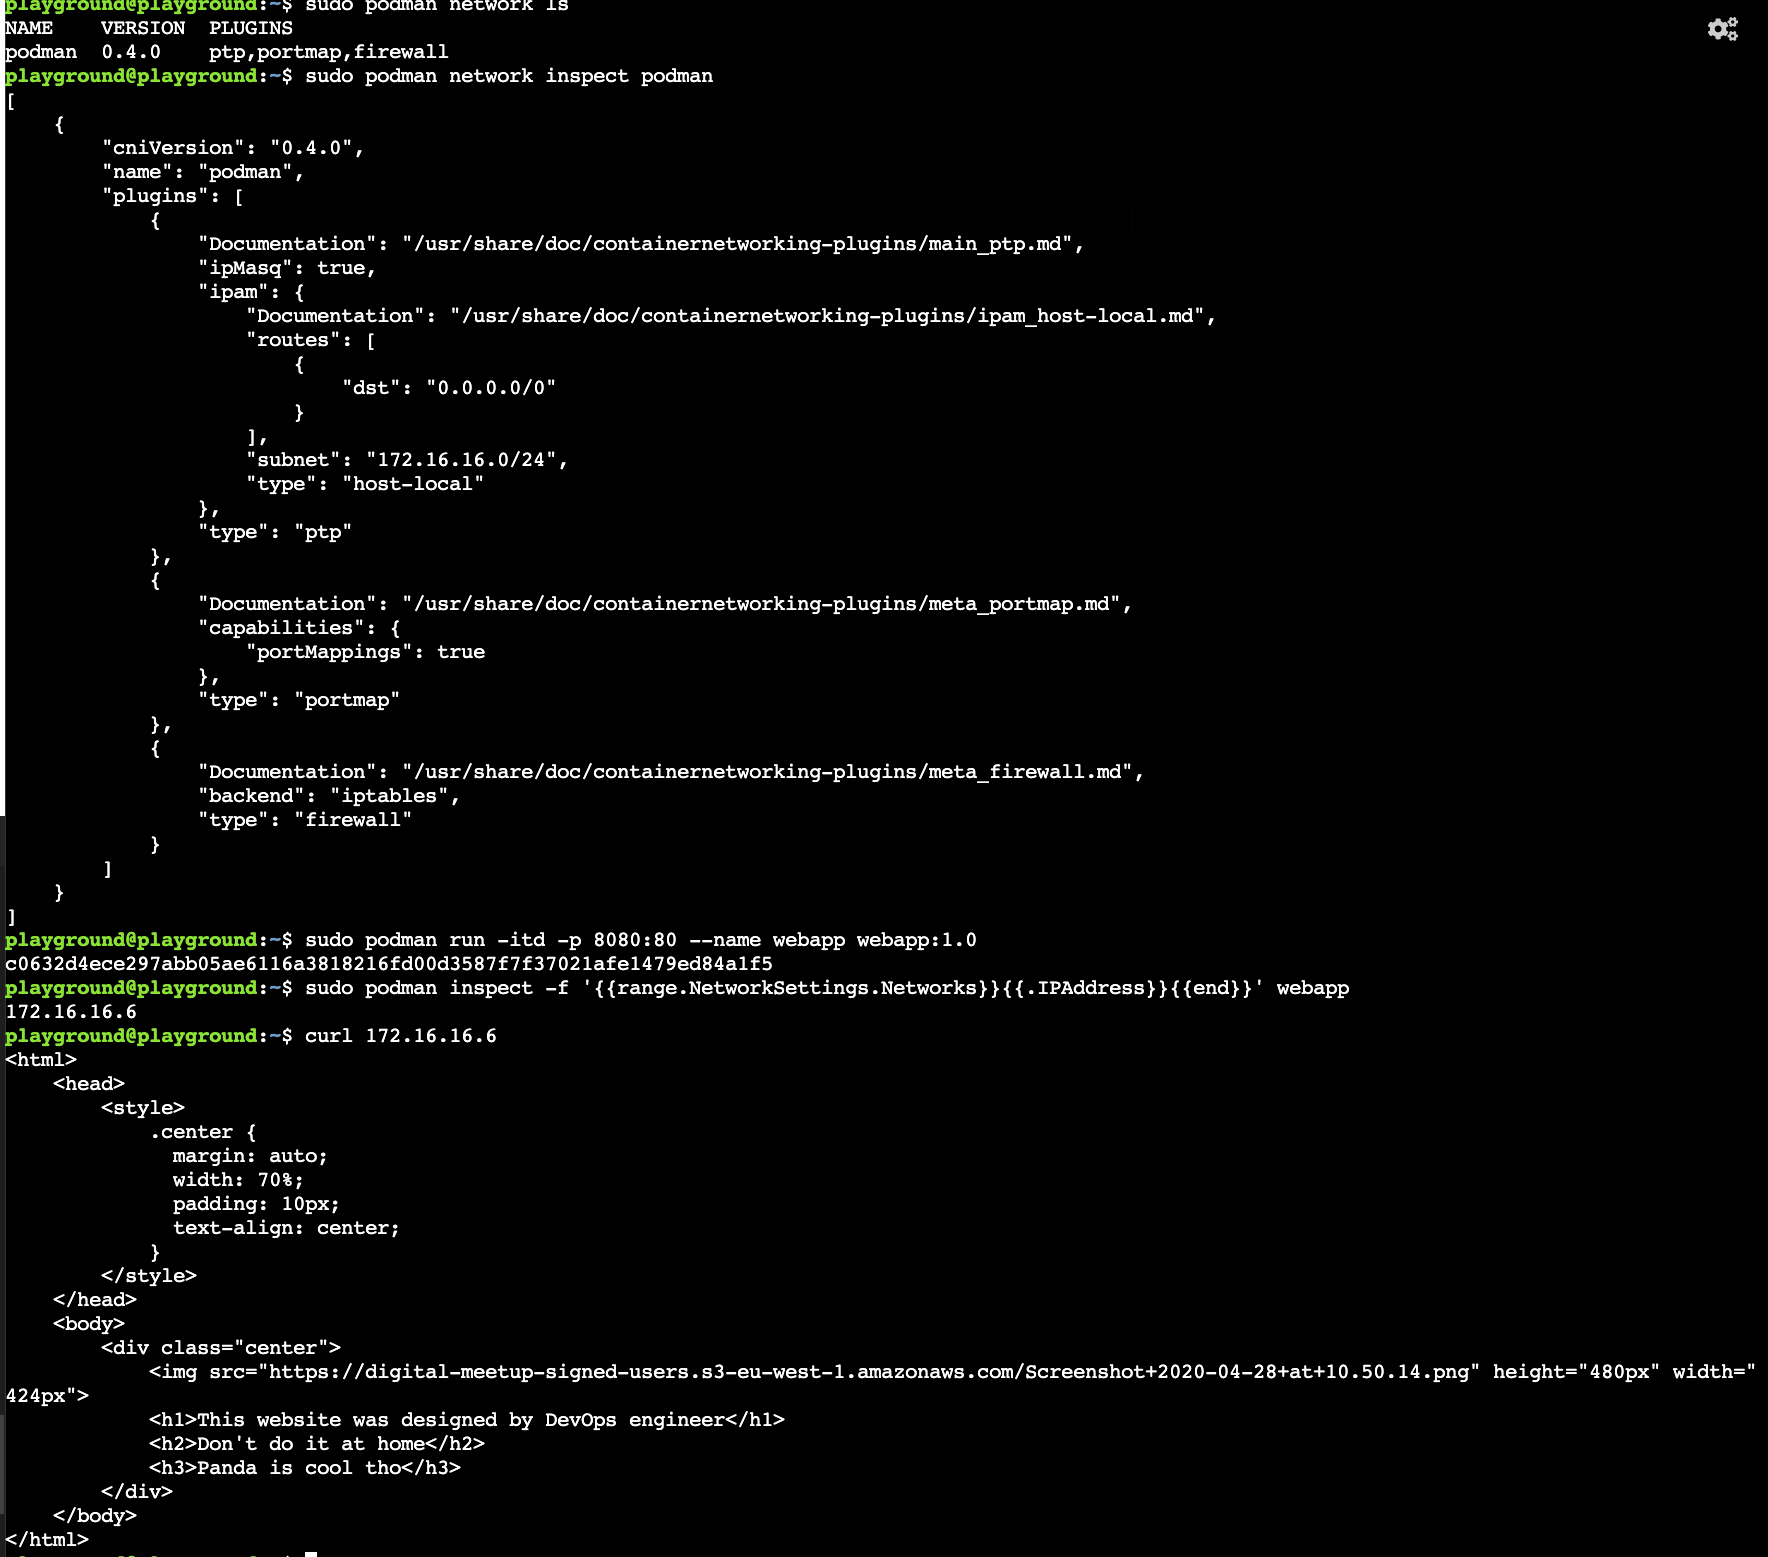 playground@playground:~$ sudo podman network ls
NAME    VERSION  PLUGINS
podman  0.4.0    ptp,portmap,firewall
playground@playground:~$ sudo podman network inspect podman
[
    {
        "cniVersion": "0.4.0",
        "name": "podman",
        "plugins": [
            {
                "Documentation": "/usr/share/doc/containernetworking-plugins/main_ptp.md",
                "ipMasq": true,
                "ipam": {
                    "Documentation": "/usr/share/doc/containernetworking-plugins/ipam_host-local.md",
                    "routes": [
                        {
                            "dst": "0.0.0.0/0"
                        }
                    ],
                    "subnet": "172.16.16.0/24",
                    "type": "host-local"
                },
                "type": "ptp"
            },
            {
                "Documentation": "/usr/share/doc/containernetworking-plugins/meta_portmap.md",
                "capabilities": {
                    "portMappings": true
                },
                "type": "portmap"
            },
            {
                "Documentation": "/usr/share/doc/containernetworking-plugins/meta_firewall.md",
                "backend": "iptables",
                "type": "firewall"
            }
        ]
    }
]
playground@playground:~$ sudo podman run -itd -p 8080:80 --name webapp webapp:1.0
c0632d4ece297abb05ae6116a3818216fd00d3587f7f37021afe1479ed84a1f5
playground@playground:~$ sudo podman inspect -f '{{range.NetworkSettings.Networks}}{{.IPAddress}}{{end}}' webapp
172.16.16.6
playground@playground:~$ curl 172.16.16.6
<html>
    <head>
        <style>
            .center {
              margin: auto;
              width: 70%;
              padding: 10px;
              text-align: center;
            }
        </style>
    </head>
    <body>
        <div class="center">
            <img src="https://digital-meetup-signed-users.s3-eu-west-1.amazonaws.com/Screenshot+2020-04-28+at+10.50.14.png" height="480px" width="
424px">
            <h1>This website was designed by DevOps engineer</h1>
            <h2>Don't do it at home</h2>
            <h3>Panda is cool tho</h3>
        </div>
    </body>
</html>